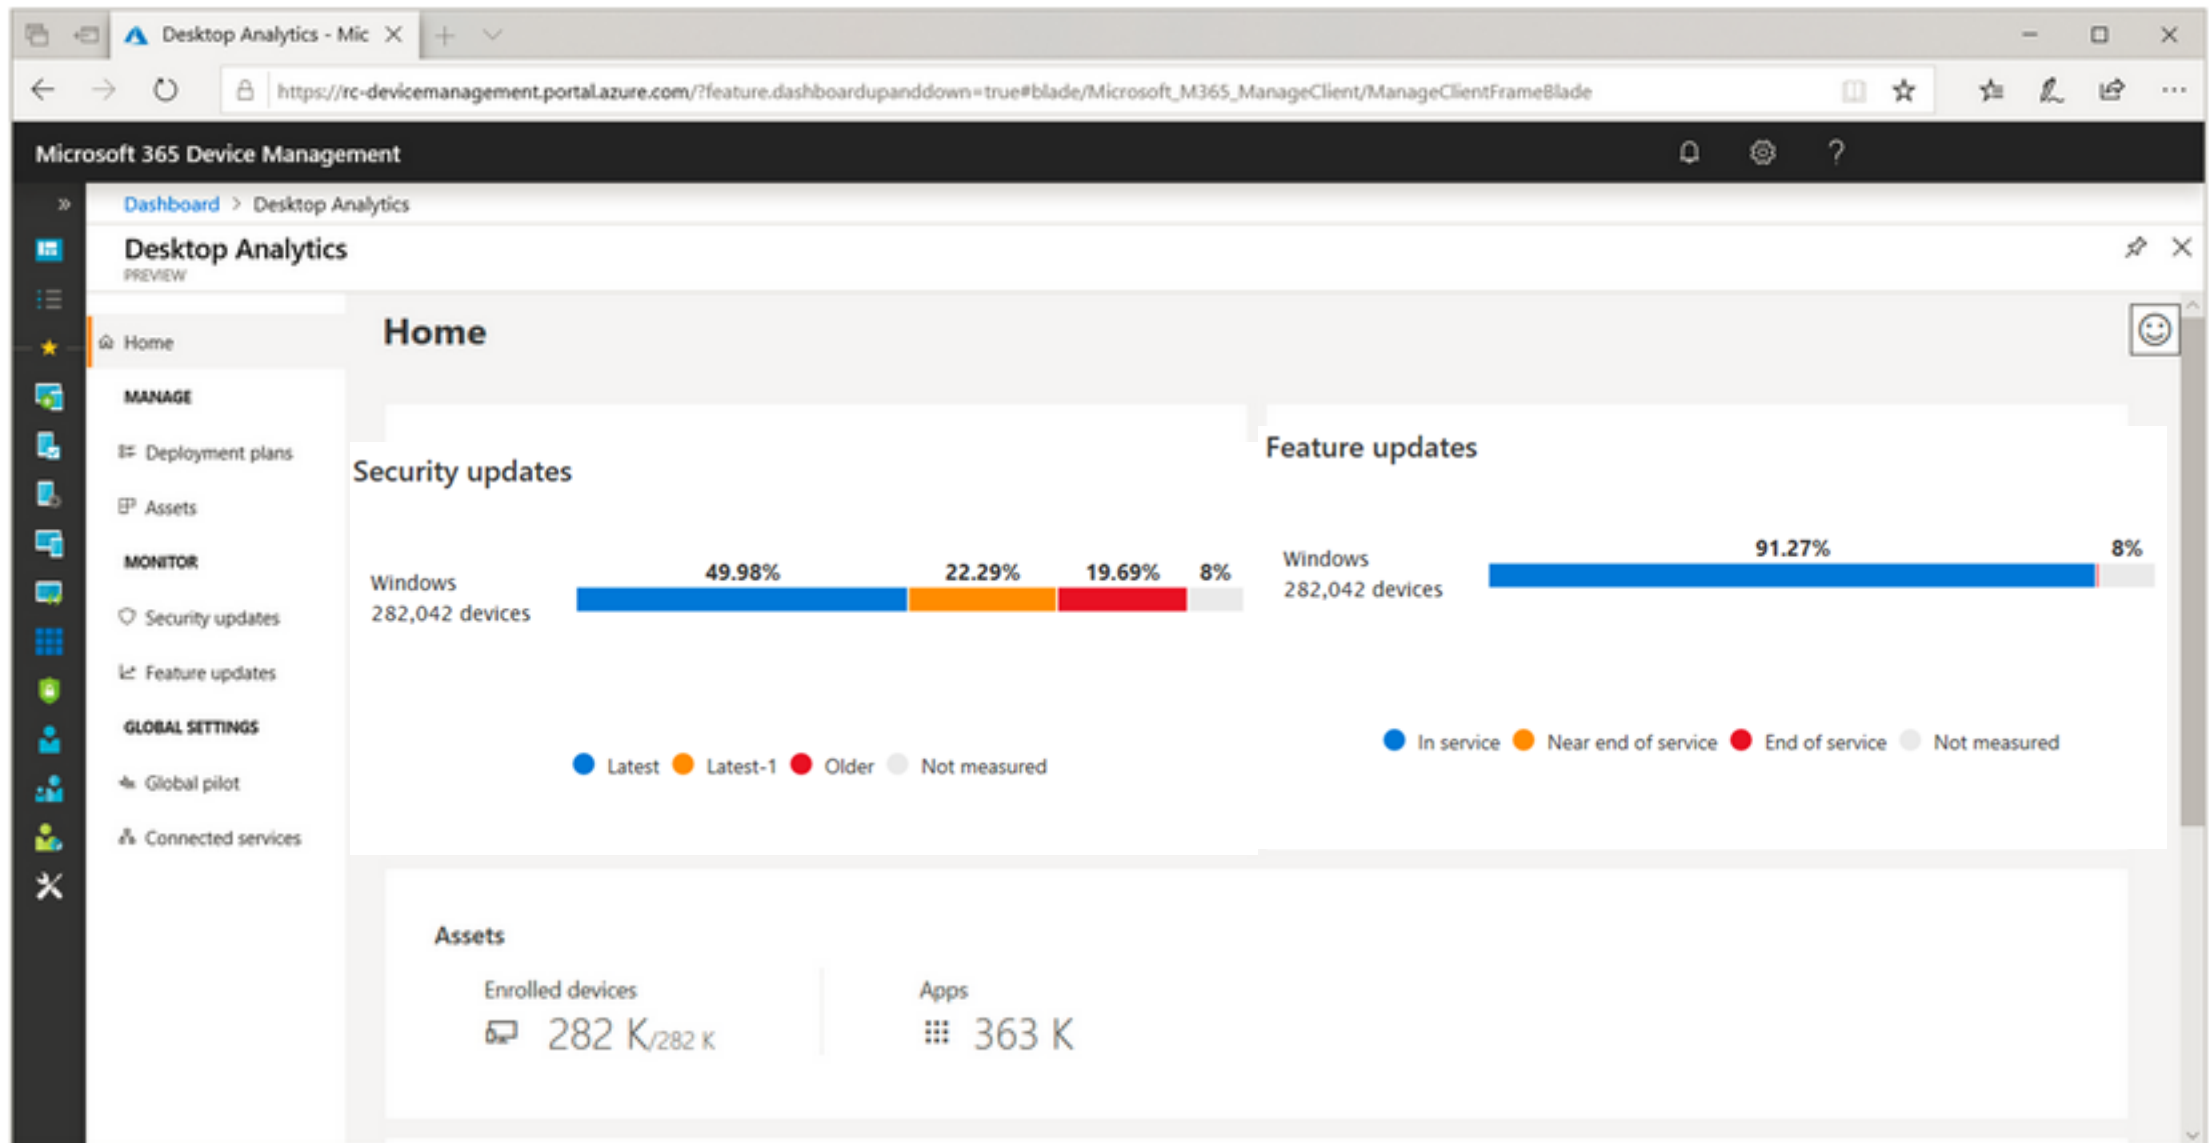 Desktop Analytics - Mic
https://rc-devicemanagement.portal.azure.com/?feature.dashboardupanddown=true#blade/Microsoft_M365_ManageClient/ManageClientFrameBlade
Microsoft 365 Device Management
Dashboard > Desktop Analytics
Desktop Analytics
PREVIEW
Home
MANAGE
Deployment plans
Assets
MONITOR
Security updates
Feature updates
GLOBAL SETTINGS
Global pilot
Connected services
Home
Security updates
49.98% 22.29% 19.69% 8%
Windows
282,042 devices
Latest Latest-1 Older Not measured
Feature updates
91.27% 8%
Windows
282,042 devices
In service Near end of service End of service Not measured
Assets
Enrolled devices
282 K/282 K
Apps
363 K